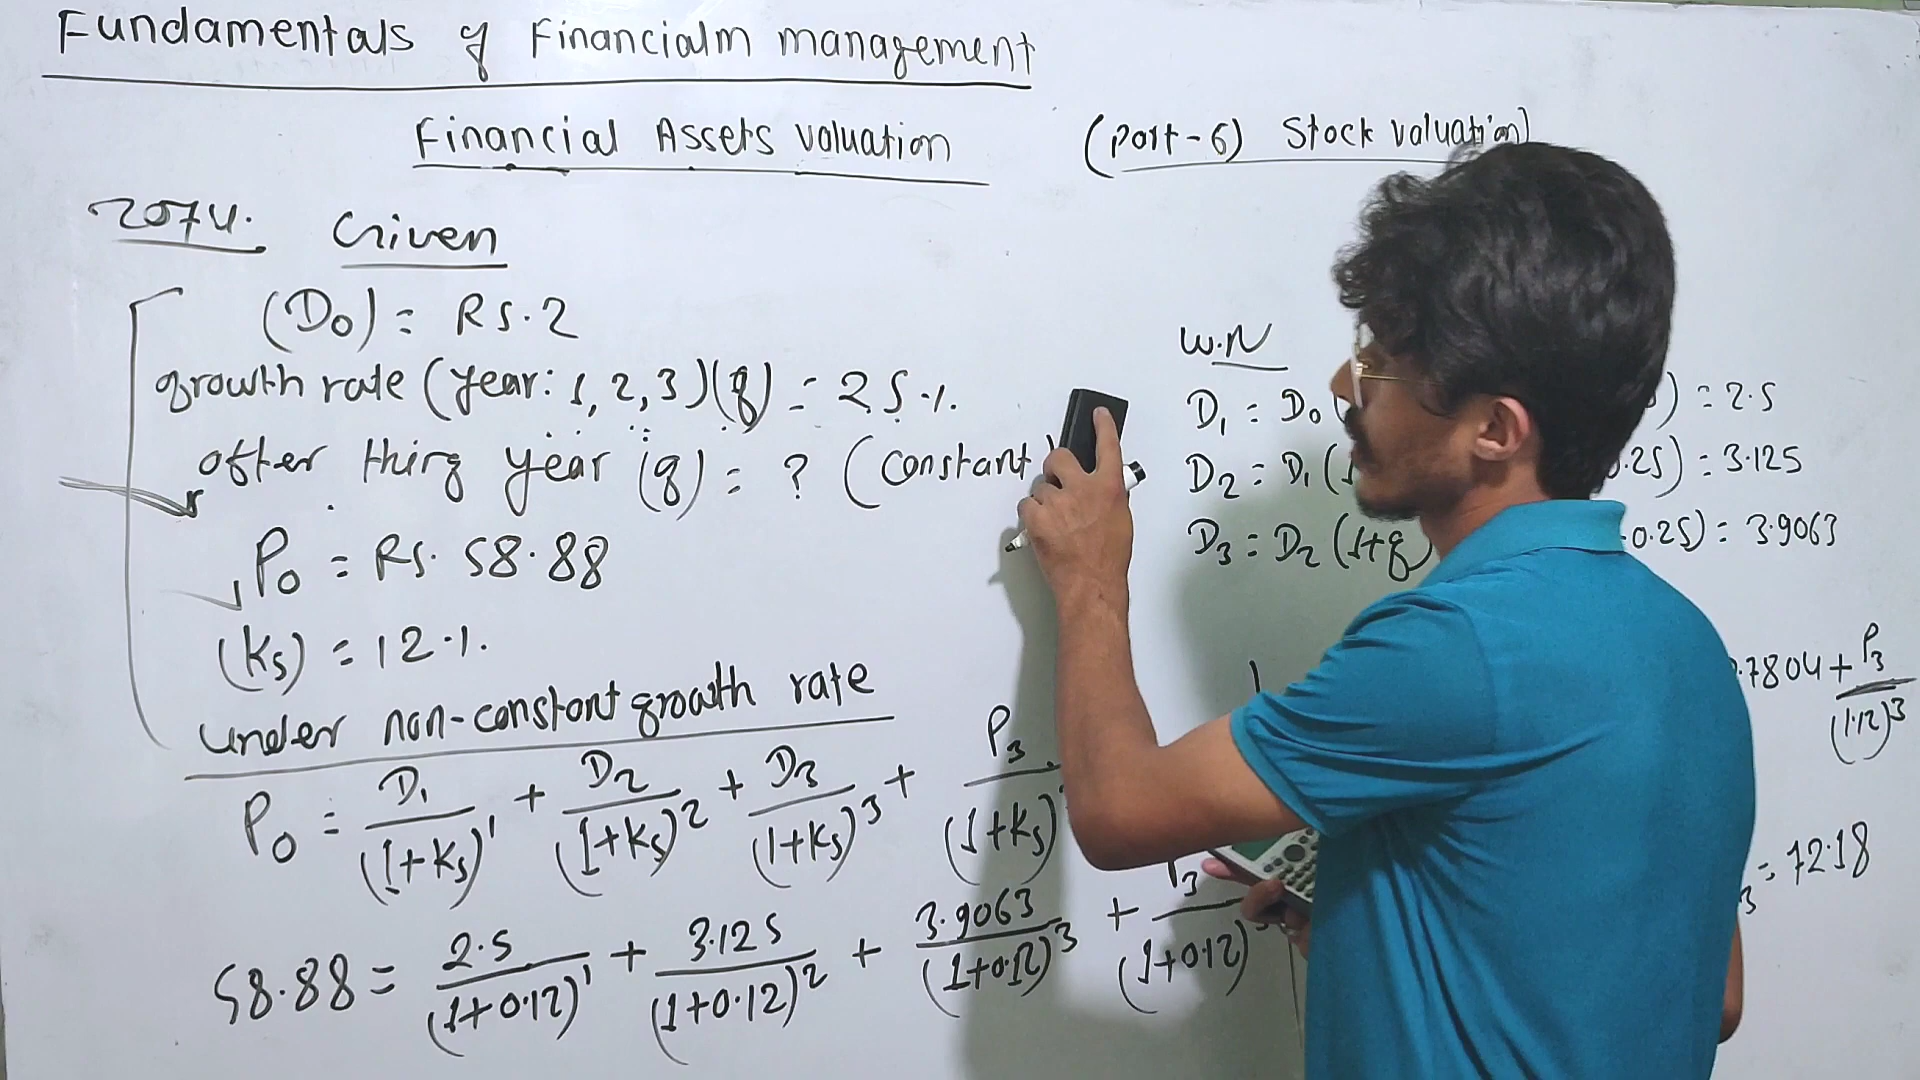 Fundamentals of Financialm management
Financial Assets valuation
(part-6) Stock valuation)
2074. Given
(D₀) = RS.2
growth rate (year: 1, 2, 3)(g) = 25%.
after thirg year (g) = ? (constant)
P₀ = RS. 58.88
(Ks) = 12%.
under non-constant growth rate
P₀ = D₁/(1+Ks)¹ + D₂/(1+Ks)² + D₃/(1+Ks)³ + P₃/(1+Ks)
58.88 = 2.5/(1+0.12)¹ + 3.125/(1+0.12)² + 3.9063/(1+0.12)³ + P₃/(1+0.12)³
W.N
D₁ = D₀ ( ) = 2.5
D₂ = D₁ (1 .25) = 3.125
D₃ = D₂ (1+g 0.25) = 3.9063
.7804 + P₃/(1.12)³
₃ = 72.18